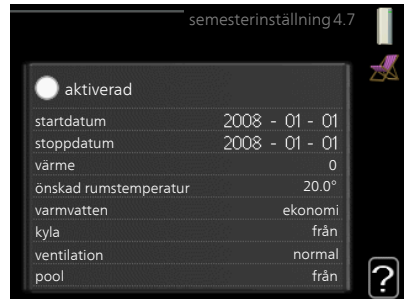 semesterinställning 4.7
aktiverad
startdatum 2008 - 01 - 01
stoppdatum 2008 - 01 - 01
värme 0
önskad rumstemperatur 20.0°
varmvatten ekonomi
kyla från
ventilation normal
pool från
?